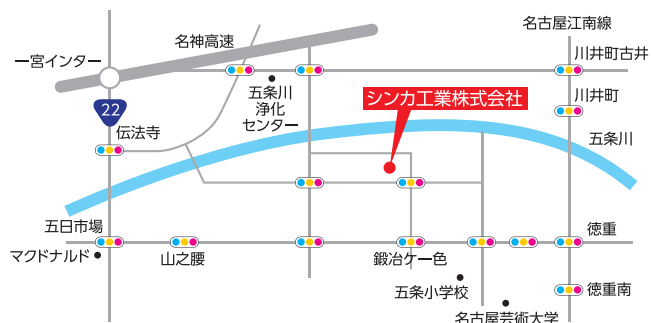 名古屋江南線
名神高速
川井町古井
一宮インター
五条川
浄化
センター
シンカ工業株式会社
川井町
22
伝法寺
五条川
五日市場
徳重
マクドナルド
山之腰
鍛冶ケ一色
五条小学校
徳重南
名古屋芸術大学